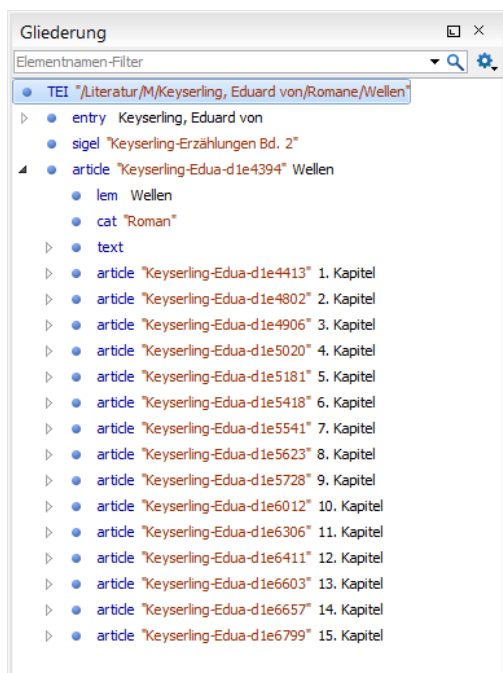 Gliederung
Elementnamen-Filter
TEI "/Literatur/M/Keyserling, Eduard von/Romane/Wellen"
entry Keyserling, Eduard von
sigel "Keyserling-Erzählungen Bd. 2"
article "Keyserling-Edua-d1e4394" Wellen
lem Wellen
cat "Roman"
text
article "Keyserling-Edua-d1e4413" 1. Kapitel
article "Keyserling-Edua-d1e4802" 2. Kapitel
article "Keyserling-Edua-d1e4906" 3. Kapitel
article "Keyserling-Edua-d1e5020" 4. Kapitel
article "Keyserling-Edua-d1e5181" 5. Kapitel
article "Keyserling-Edua-d1e5418" 6. Kapitel
article "Keyserling-Edua-d1e5541" 7. Kapitel
article "Keyserling-Edua-d1e5623" 8. Kapitel
article "Keyserling-Edua-d1e5728" 9. Kapitel
article "Keyserling-Edua-d1e6012" 10. Kapitel
article "Keyserling-Edua-d1e6306" 11. Kapitel
article "Keyserling-Edua-d1e6411" 12. Kapitel
article "Keyserling-Edua-d1e6603" 13. Kapitel
article "Keyserling-Edua-d1e6657" 14. Kapitel
article "Keyserling-Edua-d1e6799" 15. Kapitel